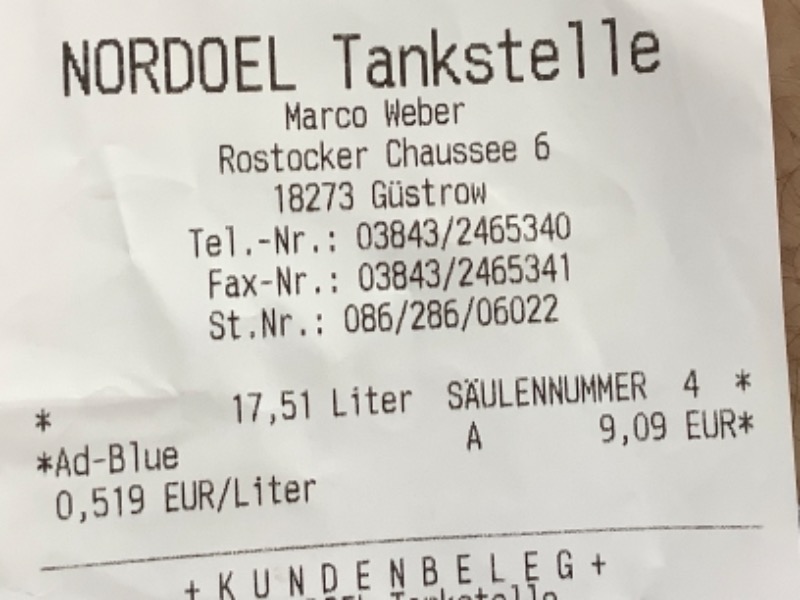 NORDOEL Tankstelle
Marco Weber
Rostocker Chaussee 6
18273 Güstrow
Tel.-Nr.: 03843/2465340
Fax-Nr.: 03843/2465341
St.Nr.: 086/286/06022
* 17,51 Liter SÄULENNUMMER 4 *
*Ad-Blue A 9,09 EUR*
0,519 EUR/Liter
+ K U N D E N B E L E G +
Tankstelle